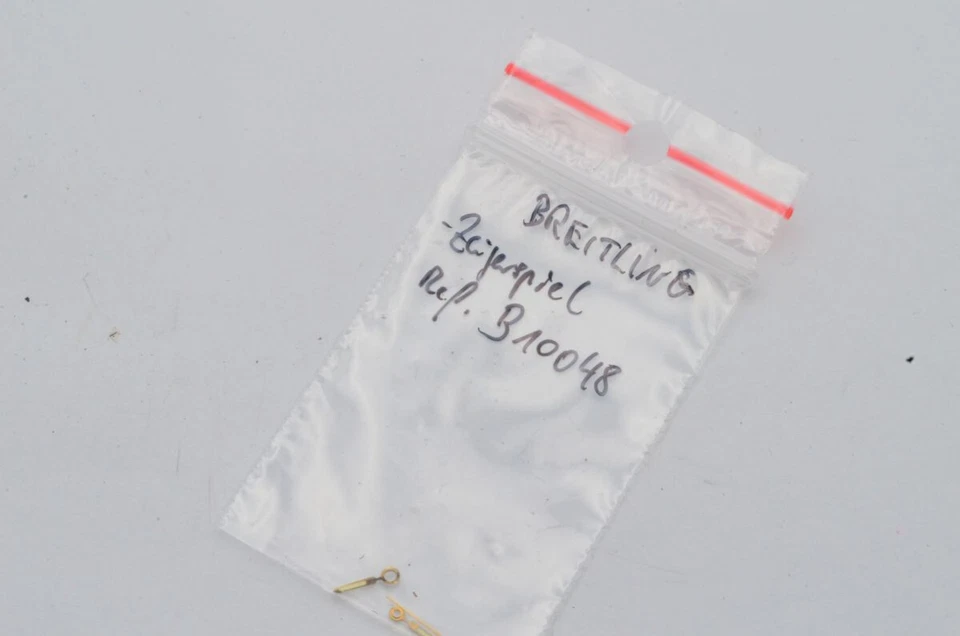 BREITLING
-Zeigerspiel
Ref. B10048